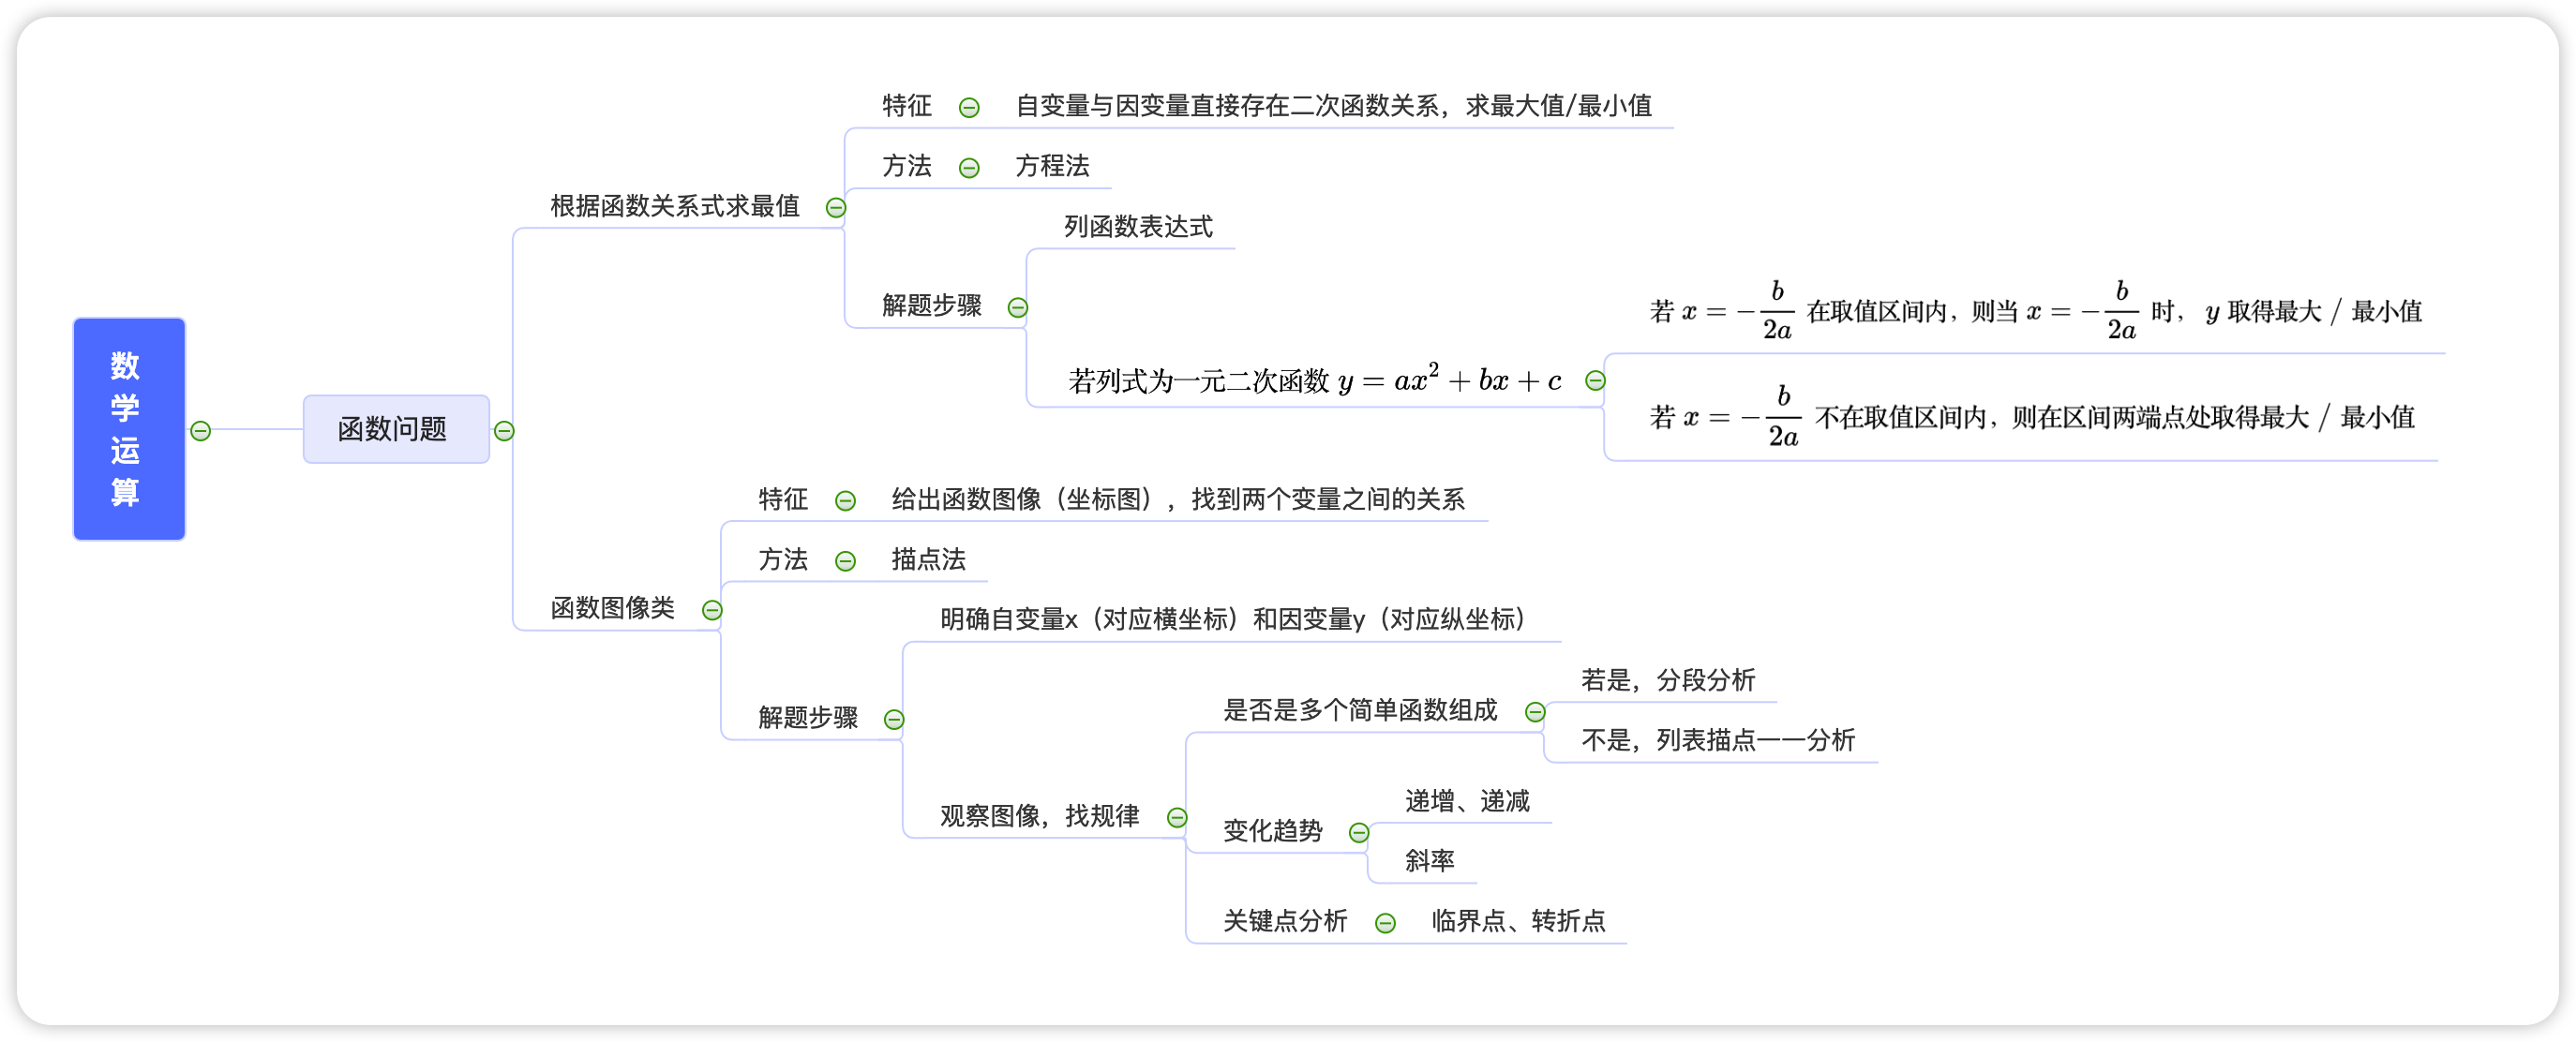 数学运算
函数问题
根据函数关系式求最值
特征
自变量与因变量直接存在二次函数关系，求最大值/最小值
方法
方程法
解题步骤
列函数表达式
若列式为一元二次函数 y = ax² + bx + c
若 x = −b/2a 在取值区间内，则当 x = −b/2a 时， y 取得最大 / 最小值
若 x = −b/2a 不在取值区间内，则在区间两端点处取得最大 / 最小值
函数图像类
特征
给出函数图像（坐标图），找到两个变量之间的关系
方法
描点法
解题步骤
明确自变量x（对应横坐标）和因变量y（对应纵坐标）
观察图像，找规律
是否是多个简单函数组成
若是，分段分析
不是，列表描点一一分析
变化趋势
递增、递减
斜率
关键点分析
临界点、转折点